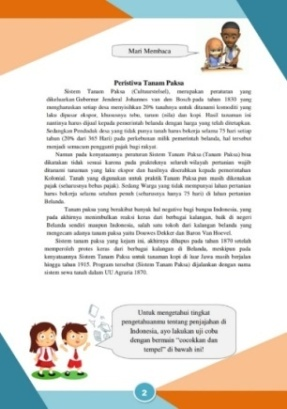 Mari Membaca
Peristiwa Tanam Paksa
Sistem Tanam Paksa (Cultuurstelsel), merupakan peraturan yang
dikeluarkan Gubernur Jenderal Johannes van den Bosch pada tahun 1830 yang
mengharuskan setiap desa menyisihkan 20% tanahnya untuk ditanami komoditi yang
laku dipasar ekspor, khususnya tebu, tarum (nila) dan kopi. Hasil tanaman ini
nantinya harus dijual kepada pemerintah belanda dengan harga yang telah ditetapkan.
Sedangkan Penduduk desa yang tidak punya tanah harus bekerja selama 75 hari setiap
tahun (20% dari 365 Hari) pada perkebunan milik pemerintah belanda, hal tersebut
menjadi semacam pengganti pajak bagi rakyat.
Namun pada kenyataannya peraturan Sistem Tanam Paksa (Tanam Paksa) bisa
dikatakan tidak sesuai karena pada prakteknya seluruh wilayah pertanian wajib
ditanami tanaman yang laku ekspor dan hasilnya diserahkan kepada pemerintahan
Kolonial. Tanah yang digunakan untuk praktik Tanam Paksa pun masih dikenakan
pajak (seharusnya bebas pajak). Sedang Warga yang tidak mempunyai lahan pertanian
harus bekerja selama setahun penuh (seharusnya hanya 75 hari) di lahan pertanian
Belanda.
Tanam paksa yang berakibat banyak hal negative bagi bangsa Indonesia, yang
pada akhirnya menimbulkan reaksi keras dari berbagai kalangan, baik di negeri
Belanda sendiri maupun Indonesia, salah satu tokoh dari kalangan belanda yang
mengecam adanya tanam paksa yaitu Douwes Dekker dan Baron Van Hoevel.
Sistem tanam paksa yang kejam ini, akhirnya dihapus pada tahun 1870 setelah
memperoleh protes keras dari berbagai kalangan di Belanda, meskipun pada
kenyataannya Sistem Tanam Paksa untuk tanaman kopi di luar Jawa masih berjalan
hingga tahun 1915. Program tersebut (Sistem Tanam Paksa) dijalankan dengan nama
sistem sewa tanah dalam UU Agraria 1870.
Untuk mengetahui tingkat
pengetahuanmu tentang penjajahan di
Indonesia, ayo lakukan uji coba
dengan bermain "cocokkan dan
tempel" di bawah ini!
2